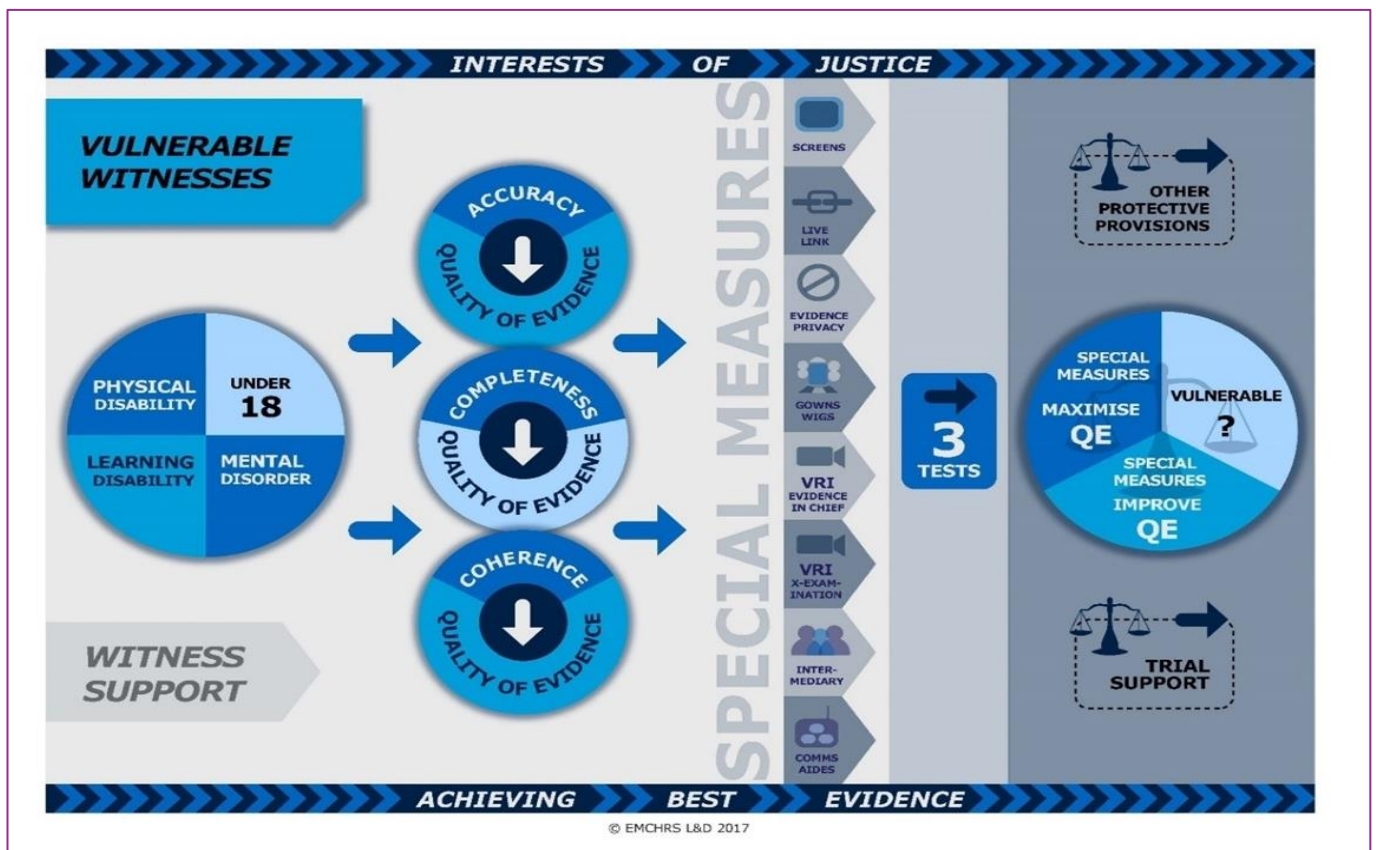 INTERESTS OF JUSTICE
VULNERABLE
WITNESSES
PHYSICAL
DISABILITY
UNDER
18
LEARNING
DISABILITY
MENTAL
DISORDER
WITNESS
SUPPORT
ACCURACY
QUALITY OF EVIDENCE
COMPLETENESS
QUALITY OF EVIDENCE
COHERENCE
QUALITY OF EVIDENCE
SPECIAL MEASURES
SCREENS
LIVE
LINK
EVIDENCE
PRIVACY
GOWNS
WIGS
VRI
EVIDENCE
IN CHIEF
VRI
X-EXAM-
INATION
INTER-
MEDIARY
COMMS
AIDES
3
TESTS
OTHER
PROTECTIVE
PROVISIONS
SPECIAL
MEASURES
MAXIMISE
QE
VULNERABLE
?
SPECIAL
MEASURES
IMPROVE
QE
TRIAL
SUPPORT
ACHIEVING BEST EVIDENCE
© EMCHRS L&D 2017